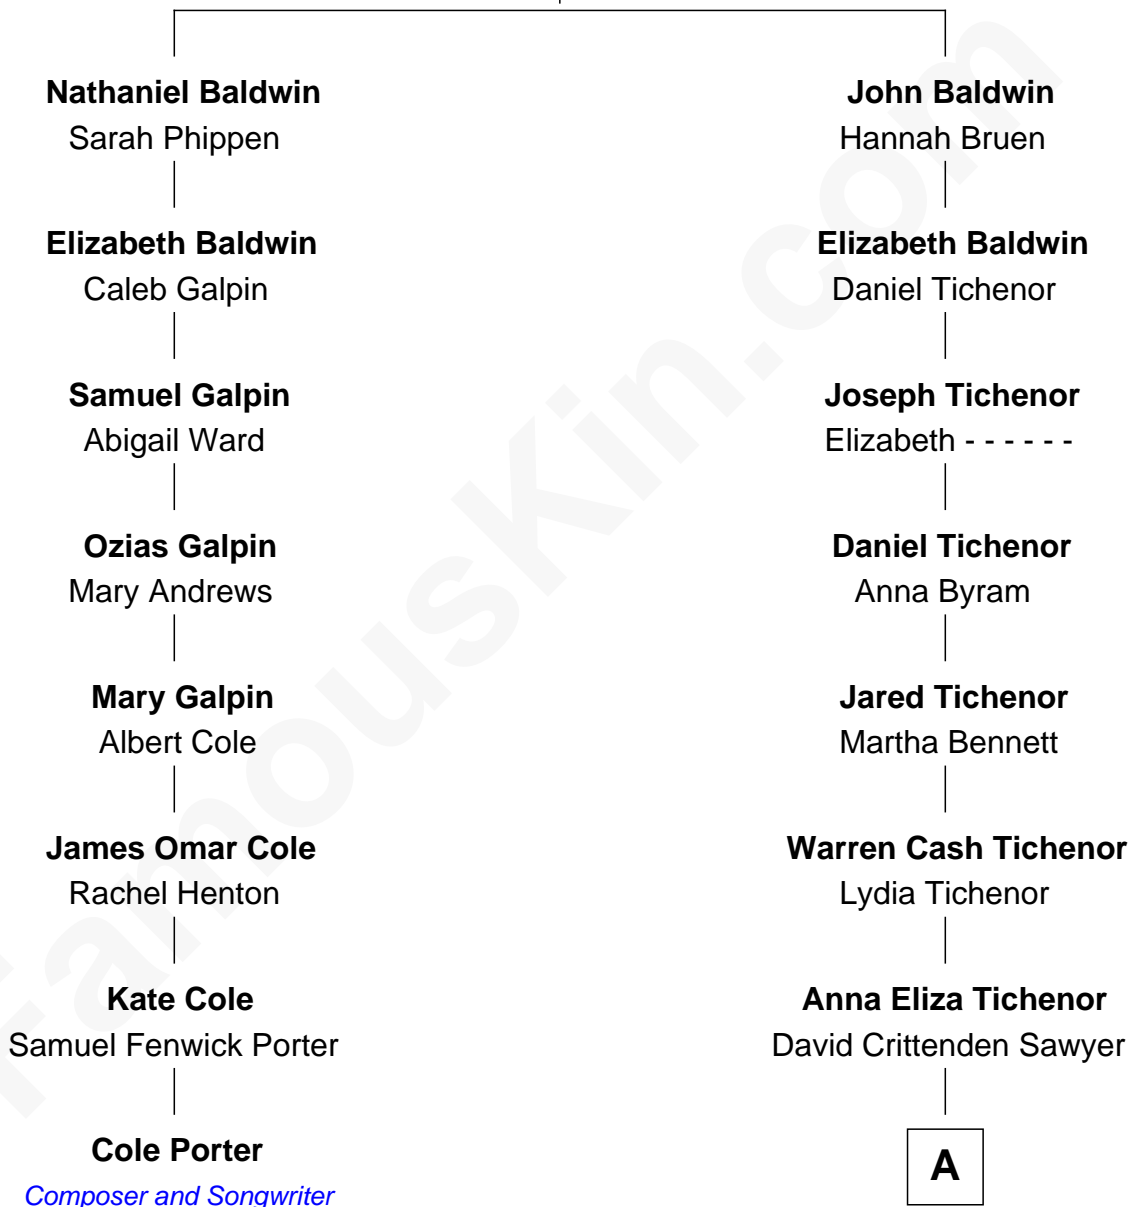 Nathaniel Baldwin
Sarah Phippen
Elizabeth Baldwin
Caleb Galpin
Samuel Galpin
Abigail Ward
Ozias Galpin
Mary Andrews
Mary Galpin
Albert Cole
James Omar Cole
Rachel Henton
Kate Cole
Samuel Fenwick Porter
Cole Porter
Composer and Songwriter
John Baldwin
Hannah Bruen
Elizabeth Baldwin
Daniel Tichenor
Joseph Tichenor
Elizabeth - - - - - -
Daniel Tichenor
Anna Byram
Jared Tichenor
Martha Bennett
Warren Cash Tichenor
Lydia Tichenor
Anna Eliza Tichenor
David Crittenden Sawyer
A
FamousKin.com